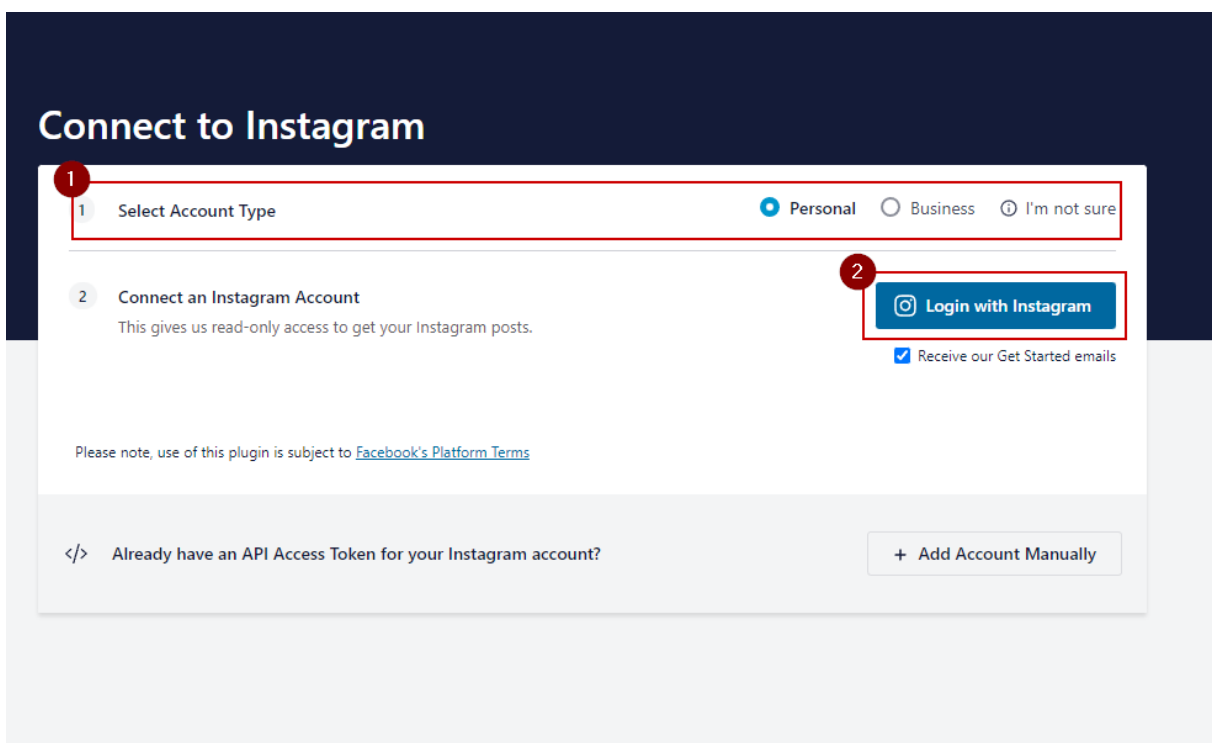 Connect to Instagram
1
1 Select Account Type Personal Business I'm not sure
2
2 Connect an Instagram Account Login with Instagram
This gives us read-only access to get your Instagram posts.
Receive our Get Started emails
Please note, use of this plugin is subject to Facebook's Platform Terms
</> Already have an API Access Token for your Instagram account? + Add Account Manually